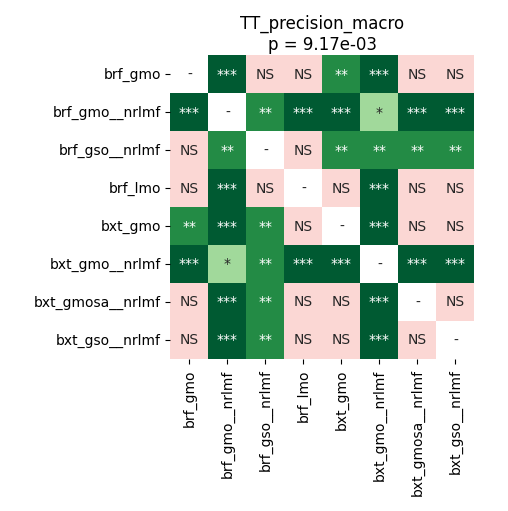 TT_precision_macro
p = 9.17e-03
brf_gmo - *** NS NS ** *** NS NS
brf_gmo__nrlmf *** - ** *** *** * *** ***
brf_gso__nrlmf NS ** - NS ** ** ** **
brf_lmo NS *** NS - NS *** NS NS
bxt_gmo ** *** ** NS - *** NS NS
bxt_gmo__nrlmf *** * ** *** *** - *** ***
bxt_gmosa__nrlmf NS *** ** NS NS *** - NS
bxt_gso__nrlmf NS *** ** NS NS *** NS -
brf_gmo
brf_gmo__nrlmf
brf_gso__nrlmf
brf_lmo
bxt_gmo
bxt_gmo__nrlmf
bxt_gmosa__nrlmf
bxt_gso__nrlmf